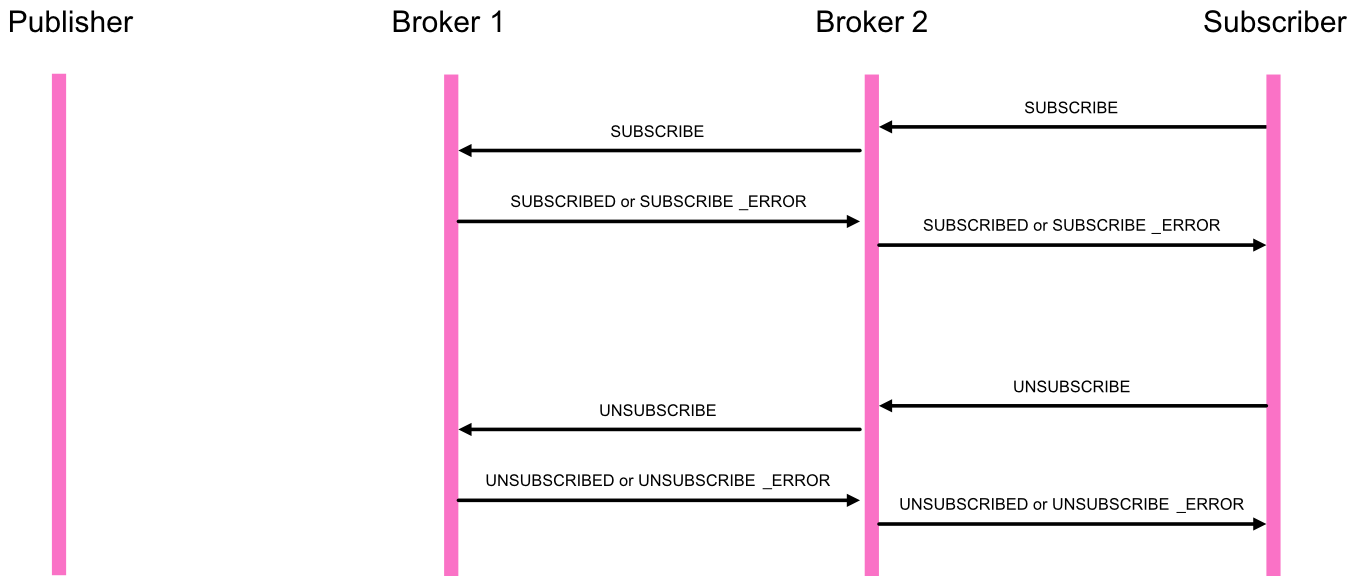 Publisher
Broker 1
Broker 2
Subscriber
SUBSCRIBE
SUBSCRIBE
SUBSCRIBED or SUBSCRIBE _ERROR
SUBSCRIBED or SUBSCRIBE _ERROR
UNSUBSCRIBE
UNSUBSCRIBE
UNSUBSCRIBED or UNSUBSCRIBE _ERROR
UNSUBSCRIBED or UNSUBSCRIBE _ERROR